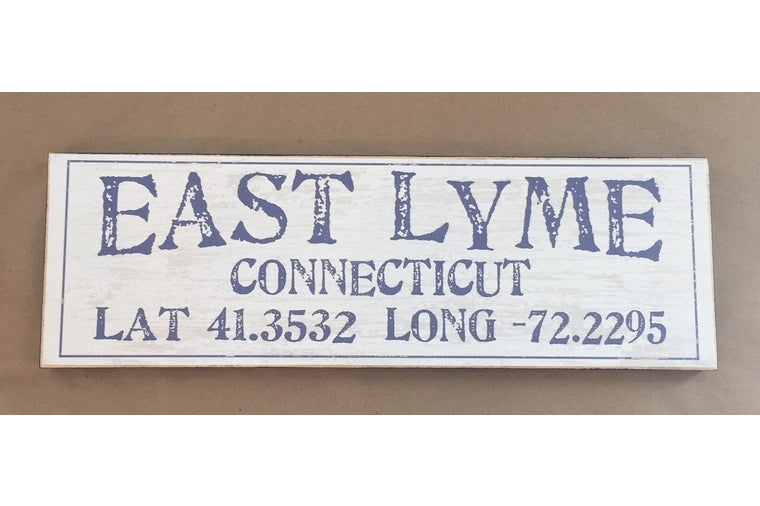 EAST LYME
CONNECTICUT
LAT 41.3532 LONG -72.2295